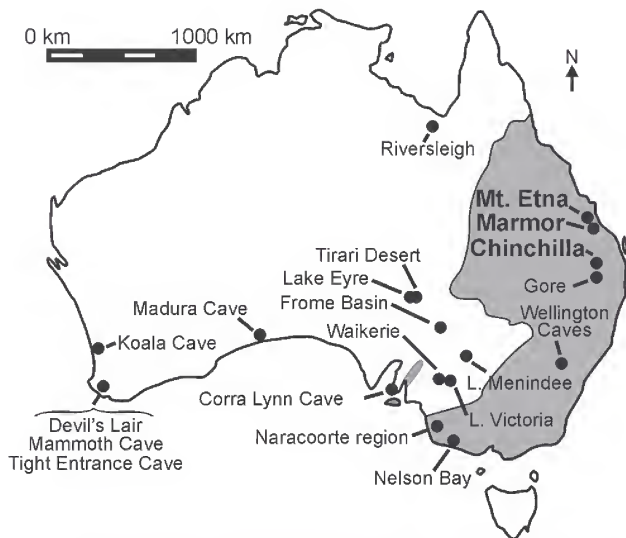 0 km 1000 km
N
Riversleigh
Mt. Etna
Marmor
Chinchilla
Tirari Desert
Lake Eyre
Gore
Frome Basin
Madura Cave
Wellington
Caves
Waikerie
Koala Cave
L. Menindee
Corra Lynn Cave
L. Victoria
Devil's Lair
Mammoth Cave
Tight Entrance Cave
Naracoorte region
Nelson Bay